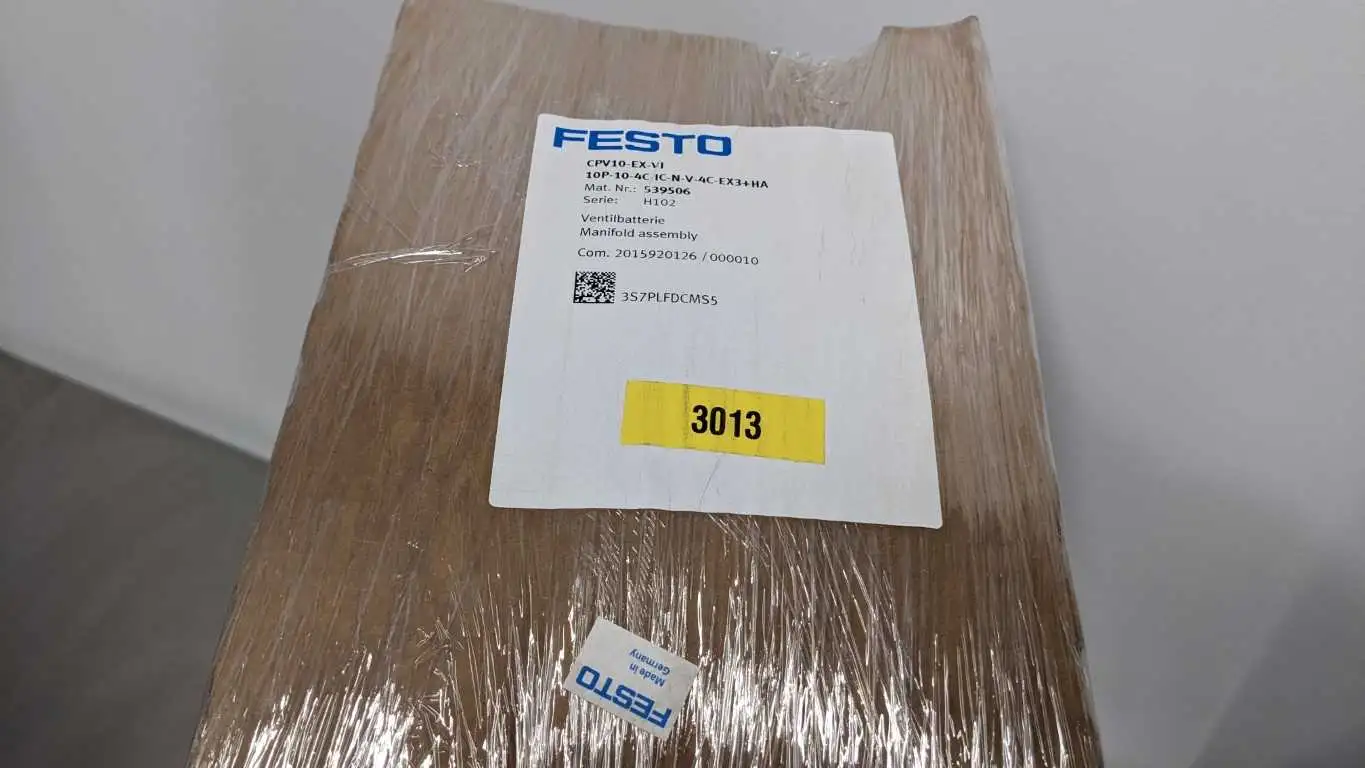 FESTO
CPV10-EX-VI
10P-10-4C-IC-N-V-4C-EX3+HA
Mat. Nr.: 539506
Serie: H102
Ventilbatterie
Manifold assembly
Com. 2015920126 /000010
3S7PLFDCMS5
3013
FESTO
Made in
Germany